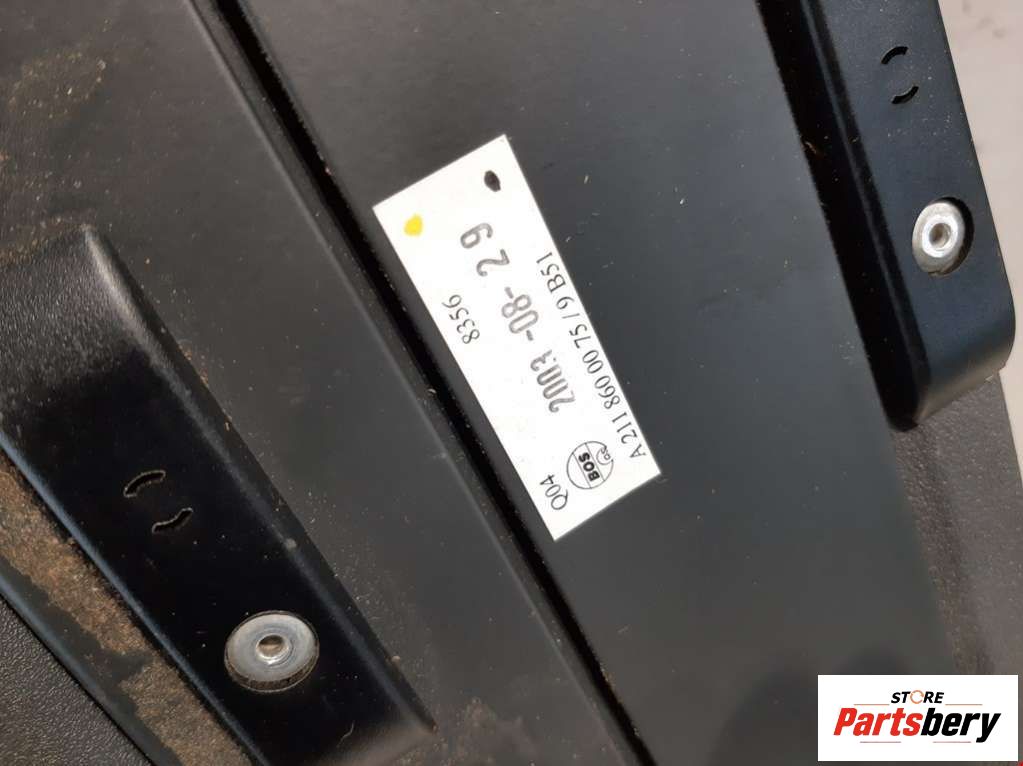 8356
2003-08-29
A 211 860 00 75 / 9 B51
Q04
BOS
STORE
Partsbery